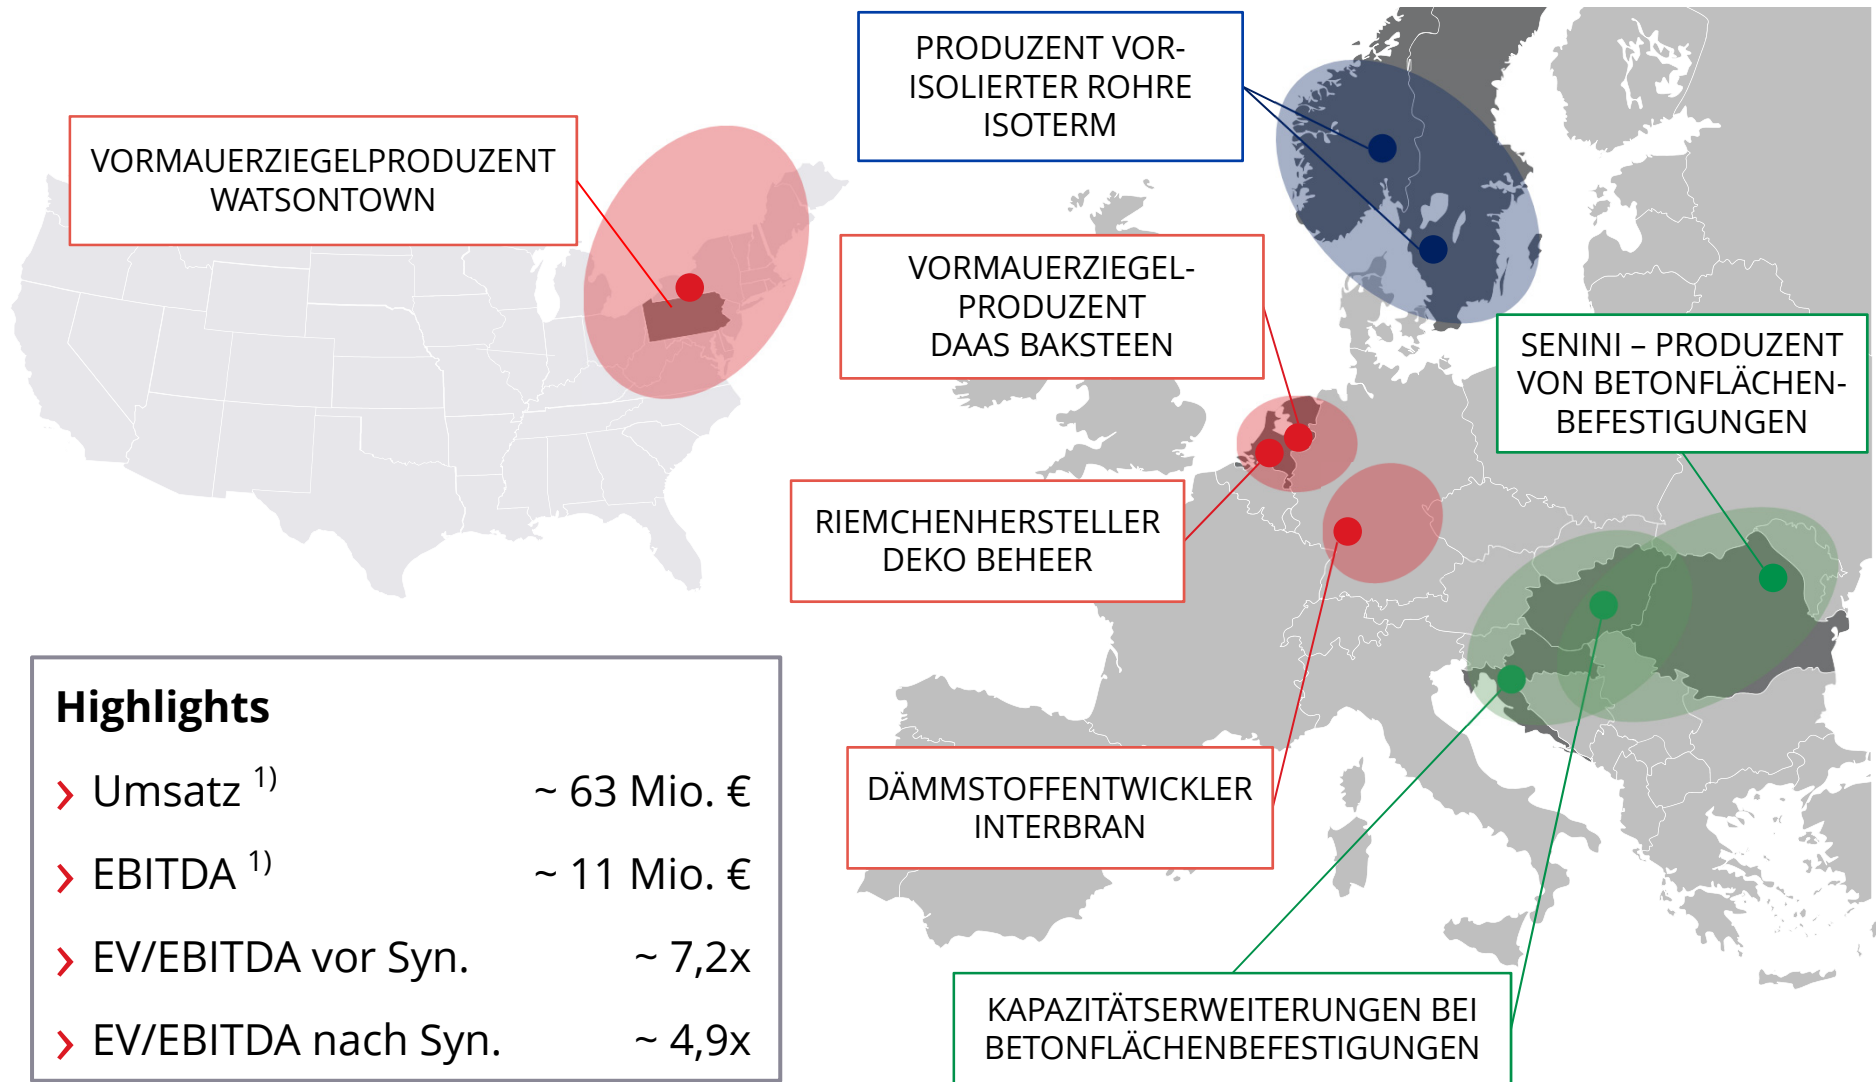 PRODUZENT VOR-
ISOLIERTER ROHRE
ISOTERM
VORMAUERZIEGELPRODUZENT
WATSONTOWN
VORMAUERZIEGEL-
PRODUZENT
DAAS BAKSTEEN
SENINI – PRODUZENT
VON BETONFLÄCHEN-
BEFESTIGUNGEN
RIEMCHENHERSTELLER
DEKO BEHEER
DÄMMSTOFFENTWICKLER
INTERBRAN
KAPAZITÄTSERWEITERUNGEN BEI
BETONFLÄCHENBEFESTIGUNGEN
Highlights
› Umsatz 1) ~ 63 Mio. €
› EBITDA 1) ~ 11 Mio. €
› EV/EBITDA vor Syn. ~ 7,2x
› EV/EBITDA nach Syn. ~ 4,9x